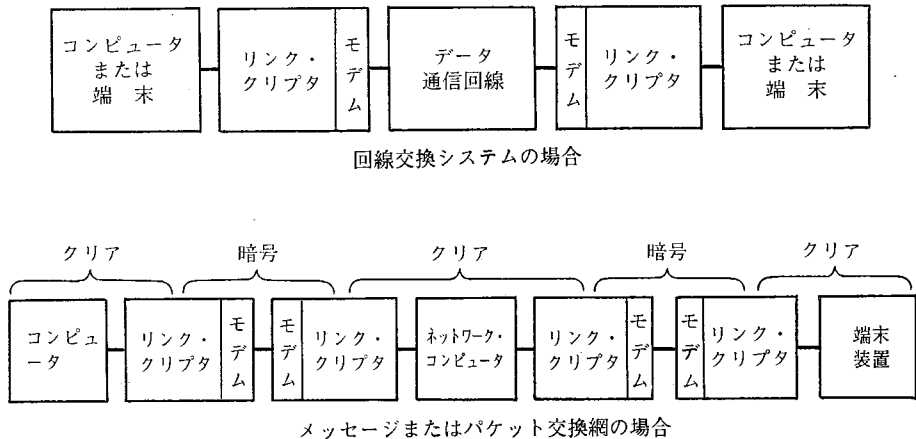 コンピュータ
または
端 末
リンク・
クリプタ
モデム
データ
通信回線
モデム
リンク・
クリプタ
コンピュータ
または
端 末
回線交換システムの場合
クリア
暗号
クリア
暗号
クリア
コンピュ
ータ
リンク・
クリプタ
モデム
モデム
リンク・
クリプタ
ネットワーク・
コンピュータ
リンク・
クリプタ
モデム
モデム
リンク・
クリプタ
端末
装置
メッセージまたはパケット交換網の場合